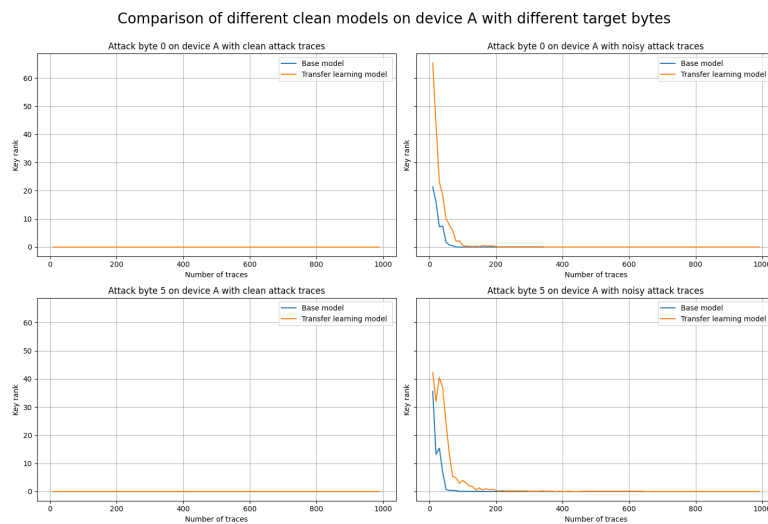 Comparison of different clean models on device A with different target bytes
Attack byte 0 on device A with clean attack traces
Key rank
60
50
40
30
20
10
0
Base model
Transfer learning model
0 200 400 600 800 1000
Number of traces
Attack byte 0 on device A with noisy attack traces
Key rank
Base model
Transfer learning model
0 200 400 600 800 1000
Number of traces
Attack byte 5 on device A with clean attack traces
Key rank
60
50
40
30
20
10
0
Base model
Transfer learning model
0 200 400 600 800 1000
Number of traces
Attack byte 5 on device A with noisy attack traces
Key rank
Base model
Transfer learning model
0 200 400 600 800 1000
Number of traces